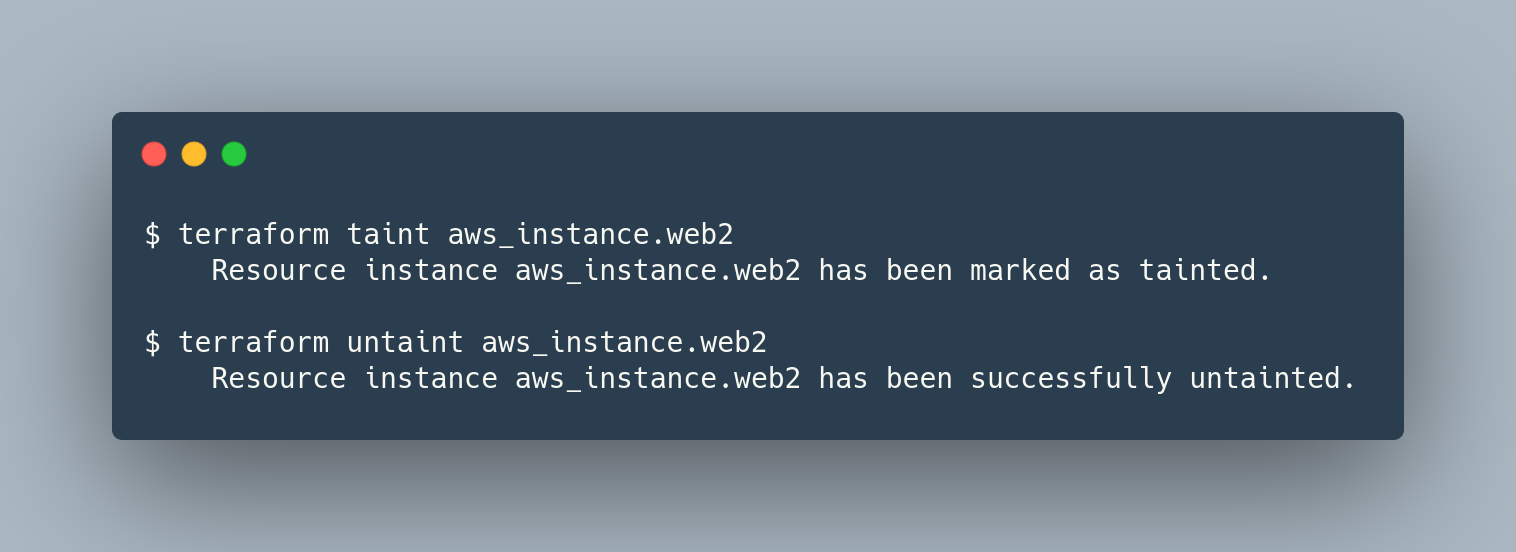 $ terraform taint aws_instance.web2
    Resource instance aws_instance.web2 has been marked as tainted.
$ terraform untaint aws_instance.web2
    Resource instance aws_instance.web2 has been successfully untainted.